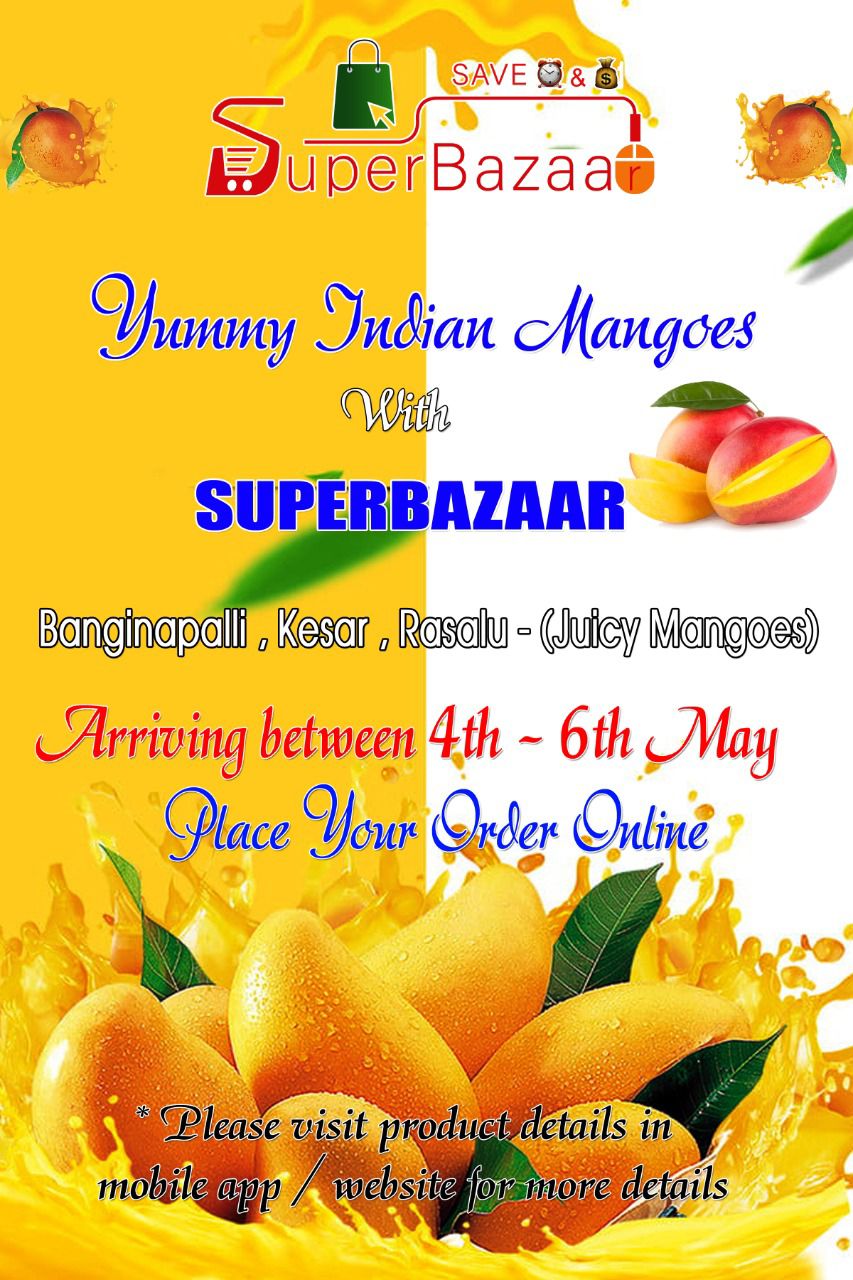 SAVE ⏰ & 💰
SuperBazaar
Yummy Indian Mangoes
With
SUPERBAZAAR
Banginapalli , Kesar , Rasalu - (Juicy Mangoes)
Arriving between 4th ~ 6th May
Place Your Order Online
* Please visit product details in
mobile app / website for more details